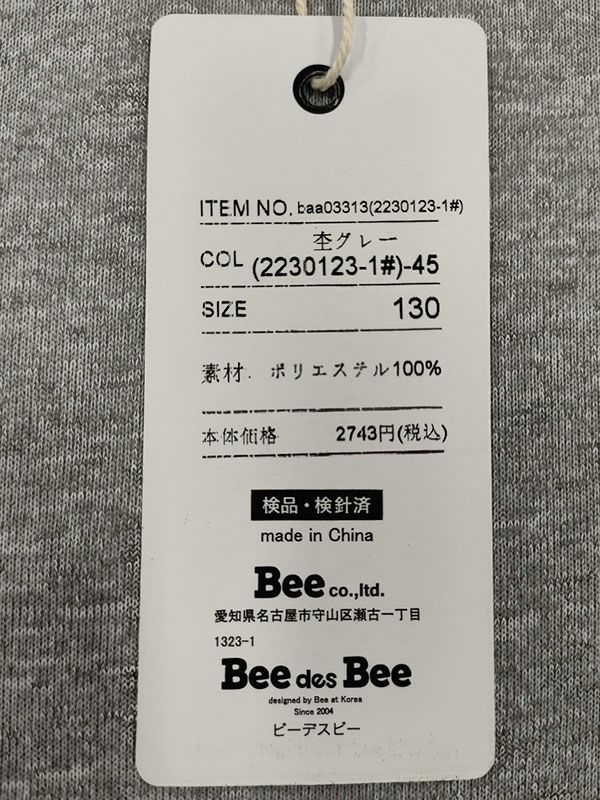 ITEM NO. baa03313(2230123-1#)
杢グレー
COL (2230123-1#)-45
SIZE 130
素材. ポリエステル100%
本体価格 2743円(税込)
検品・検針済
made in China
Bee co.,ltd.
愛知県名古屋市守山区瀬古一丁目
1323-1
Bee des Bee
designed by Bee at Korea
Since 2004
ビーデスビー